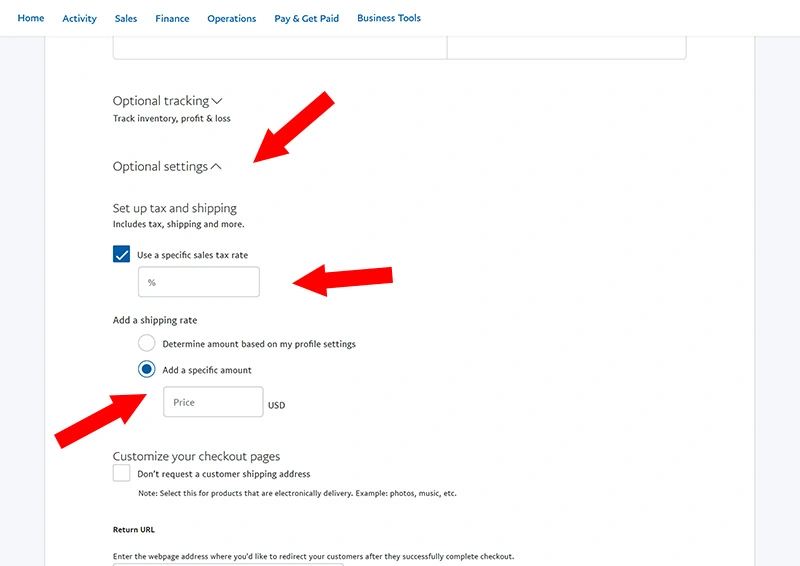 Home Activity Sales Finance Operations Pay & Get Paid Business Tools
Optional tracking
Track inventory, profit & loss
Optional settings
Set up tax and shipping
Includes tax, shipping and more.
Use a specific sales tax rate
%
Add a shipping rate
Determine amount based on my profile settings
Add a specific amount
Price USD
Customize your checkout pages
Don't request a customer shipping address
Note: Select this for products that are electronically delivery. Example: photos, music, etc.
Return URL
Enter the webpage address where you'd like to redirect your customers after they successfully complete checkout.